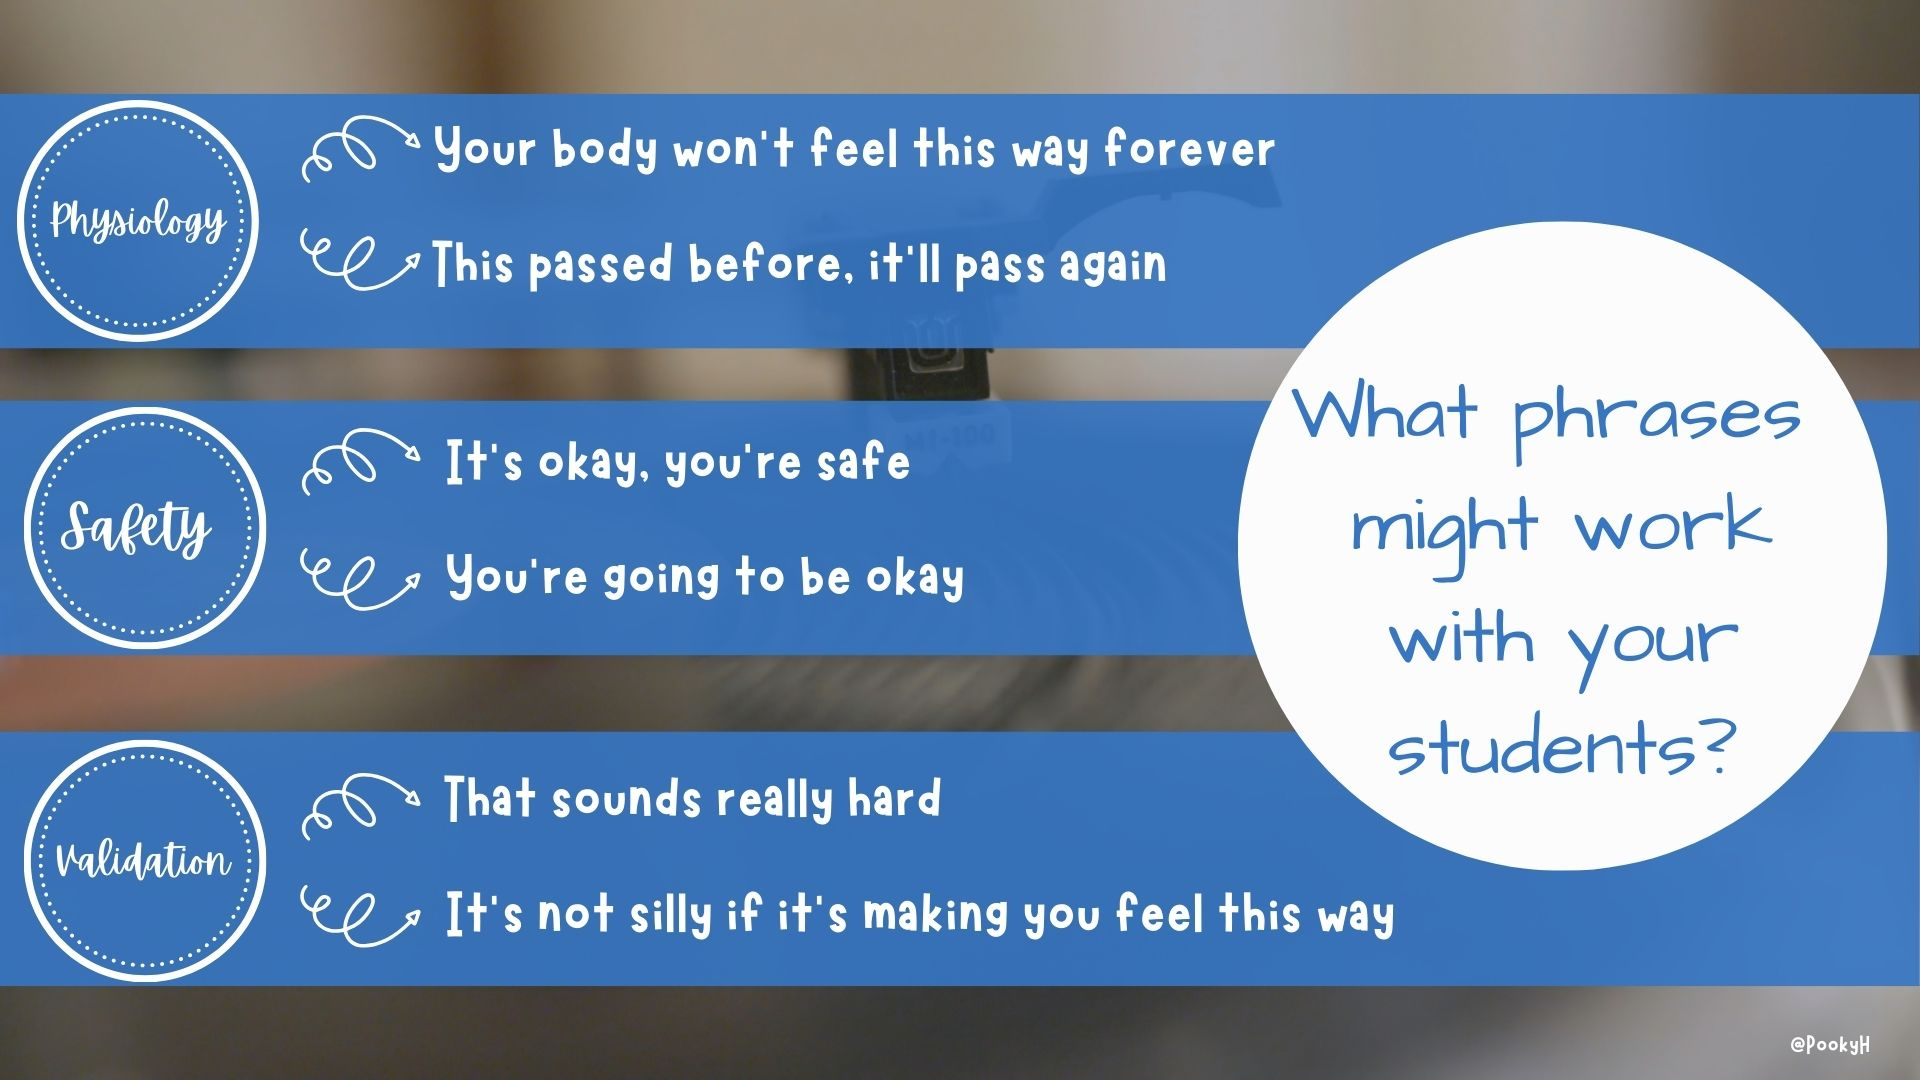 Physiology
Your body won't feel this way forever
This passed before, it'll pass again
Safety
It's okay, you're safe
You're going to be okay
Validation
That sounds really hard
It's not silly if it's making you feel this way
What phrases
might work
with your
students?
M1-100
@PookyH